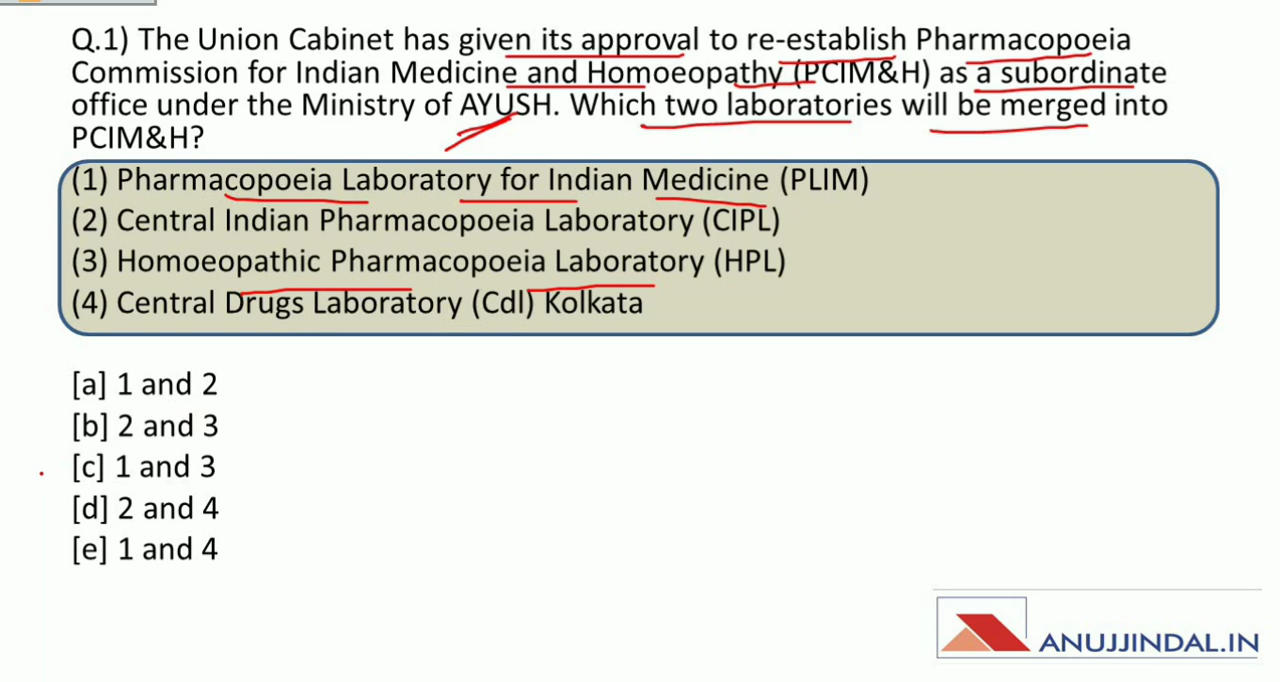 Q.1) The Union Cabinet has given its approval to re-establish Pharmacopoeia
Commission for Indian Medicine and Homoeopathy (PCIM&H) as a subordinate
office under the Ministry of AYUSH. Which two laboratories will be merged into
PCIM&H?
(1) Pharmacopoeia Laboratory for Indian Medicine (PLIM)
(2) Central Indian Pharmacopoeia Laboratory (CIPL)
(3) Homoeopathic Pharmacopoeia Laboratory (HPL)
(4) Central Drugs Laboratory (Cdl) Kolkata
[a] 1 and 2
[b] 2 and 3
[c] 1 and 3
[d] 2 and 4
[e] 1 and 4
ANUJJINDAL.IN